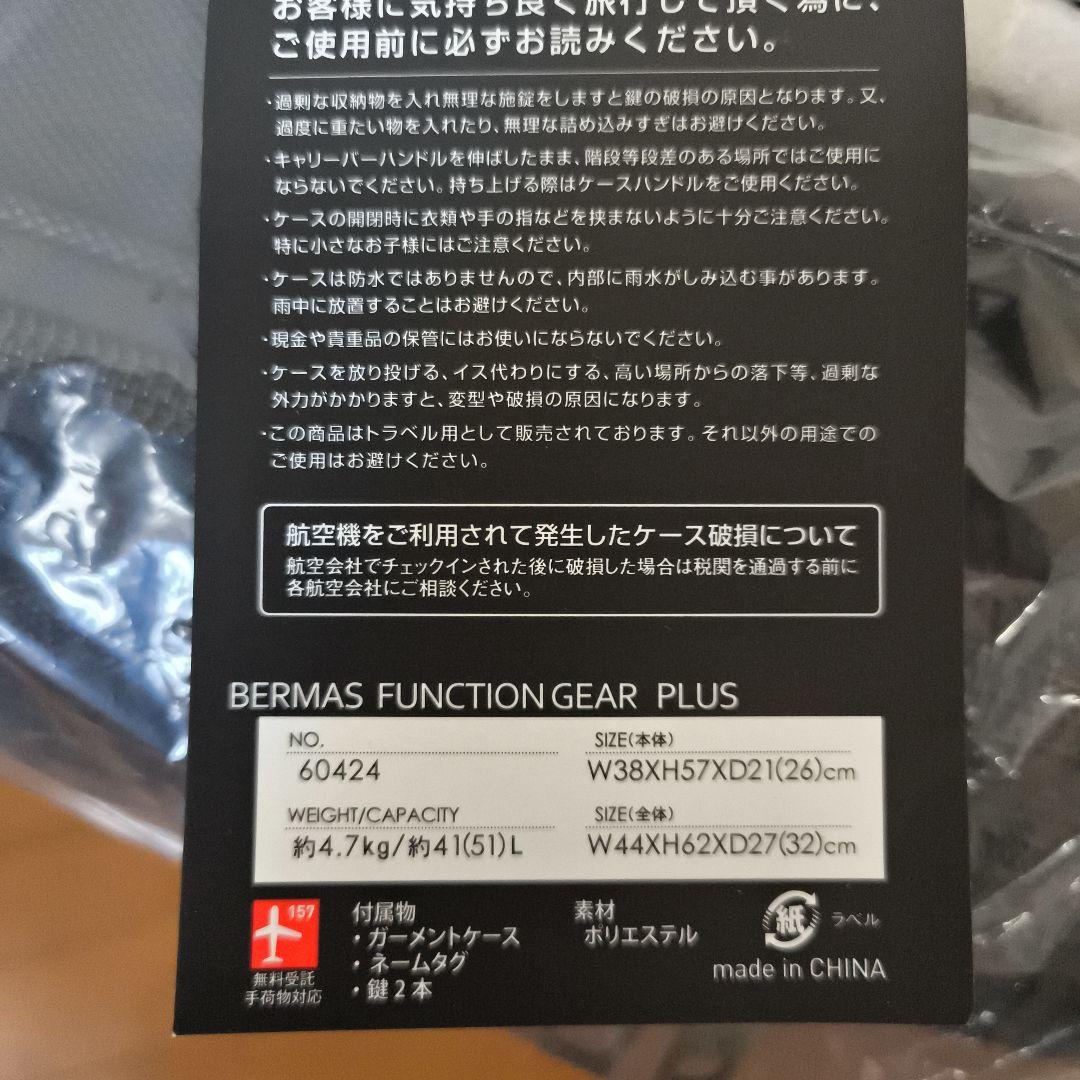 お客様に気持ち良く旅行して頂く為に、
ご使用前に必ずお読みください。
・過剰な収納物を入れ無理な施錠をしますと鍵の破損の原因となります。又、
過度に重たい物を入れたり、無理な詰め込みすぎはお避けください。
・キャリーバーハンドルを伸ばしたまま、階段等段差のある場所ではご使用に
ならないでください。持ち上げる際はケースハンドルをご使用ください。
・ケースの開閉時に衣類や手の指などを挟まないように十分ご注意ください。
特に小さなお子様にはご注意ください。
・ケースは防水ではありませんので、内部に雨水がしみ込む事があります。
雨中に放置することはお避けください。
・現金や貴重品の保管にはお使いにならないでください。
・ケースを放り投げる、イス代わりにする、高い場所からの落下等、過剰な
外力がかかりますと、変型や破損の原因になります。
・この商品はトラベル用として販売されております。それ以外の用途での
ご使用はお避けください。
航空機をご利用されて発生したケース破損について
航空会社でチェックインされた後に破損した場合は税関を通過する前に
各航空会社にご相談ください。
BERMAS FUNCTION GEAR PLUS
NO.
60424
SIZE(本体)
W38XH57XD21(26)cm
WEIGHT/CAPACITY
約4.7kg/約41(51)L
SIZE(全体)
W44XH62XD27(32)cm
157
無料受託
手荷物対応
付属物
・ガーメントケース
・ネームタグ
・鍵2本
素材
ポリエステル
紙 ラベル
made in CHINA